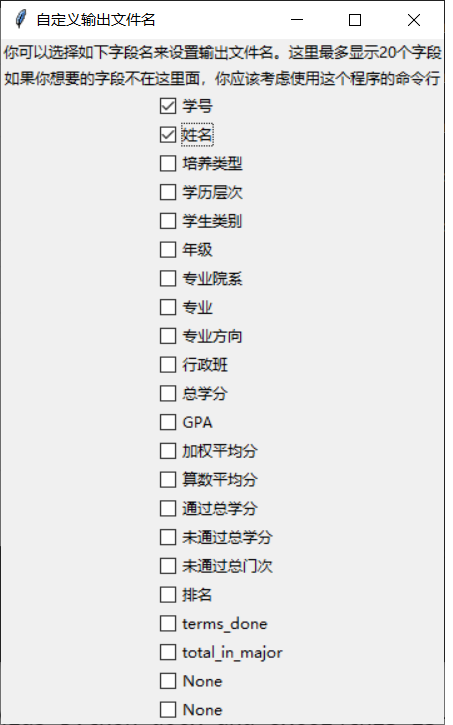 自定义输出文件名
你可以选择如下字段名来设置输出文件名。这里最多显示20个字段
如果你想要的字段不在这里面，你应该考虑使用这个程序的命令行
学号
姓名
培养类型
学历层次
学生类别
年级
专业院系
专业
专业方向
行政班
总学分
GPA
加权平均分
算数平均分
通过总学分
未通过总学分
未通过总门次
排名
terms_done
total_in_major
None
None